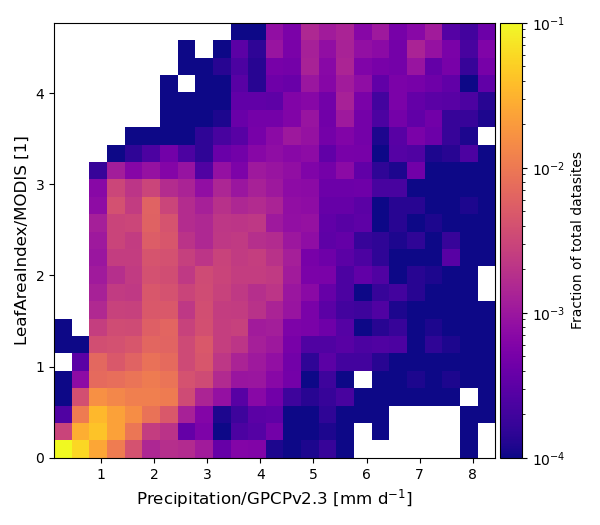 LeafAreaIndex/MODIS [1]
4
3
2
1
0
1 2 3 4 5 6 7 8
Precipitation/GPCPv2.3 [mm d⁻¹]
10⁻¹
10⁻²
10⁻³
10⁻⁴
Fraction of total datasites